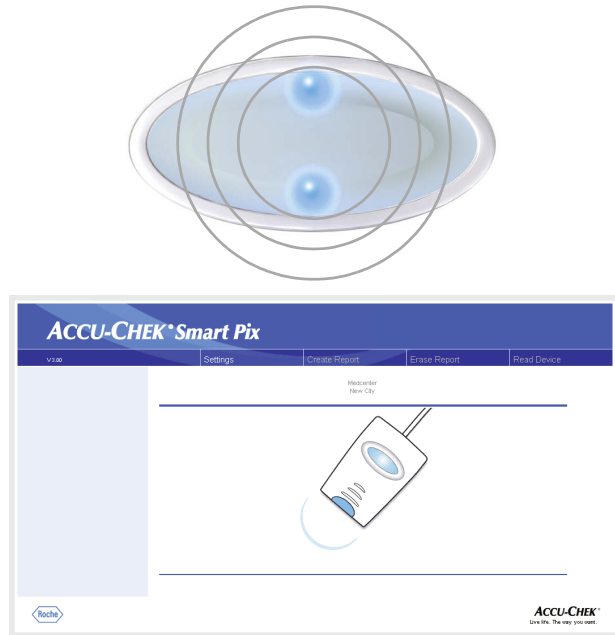 ACCU-CHEK® Smart Pix
V 3.00 Settings Create Report Erase Report Read Device
Medcenter
New City
Roche
ACCU-CHEK®
Live life. The way you want.